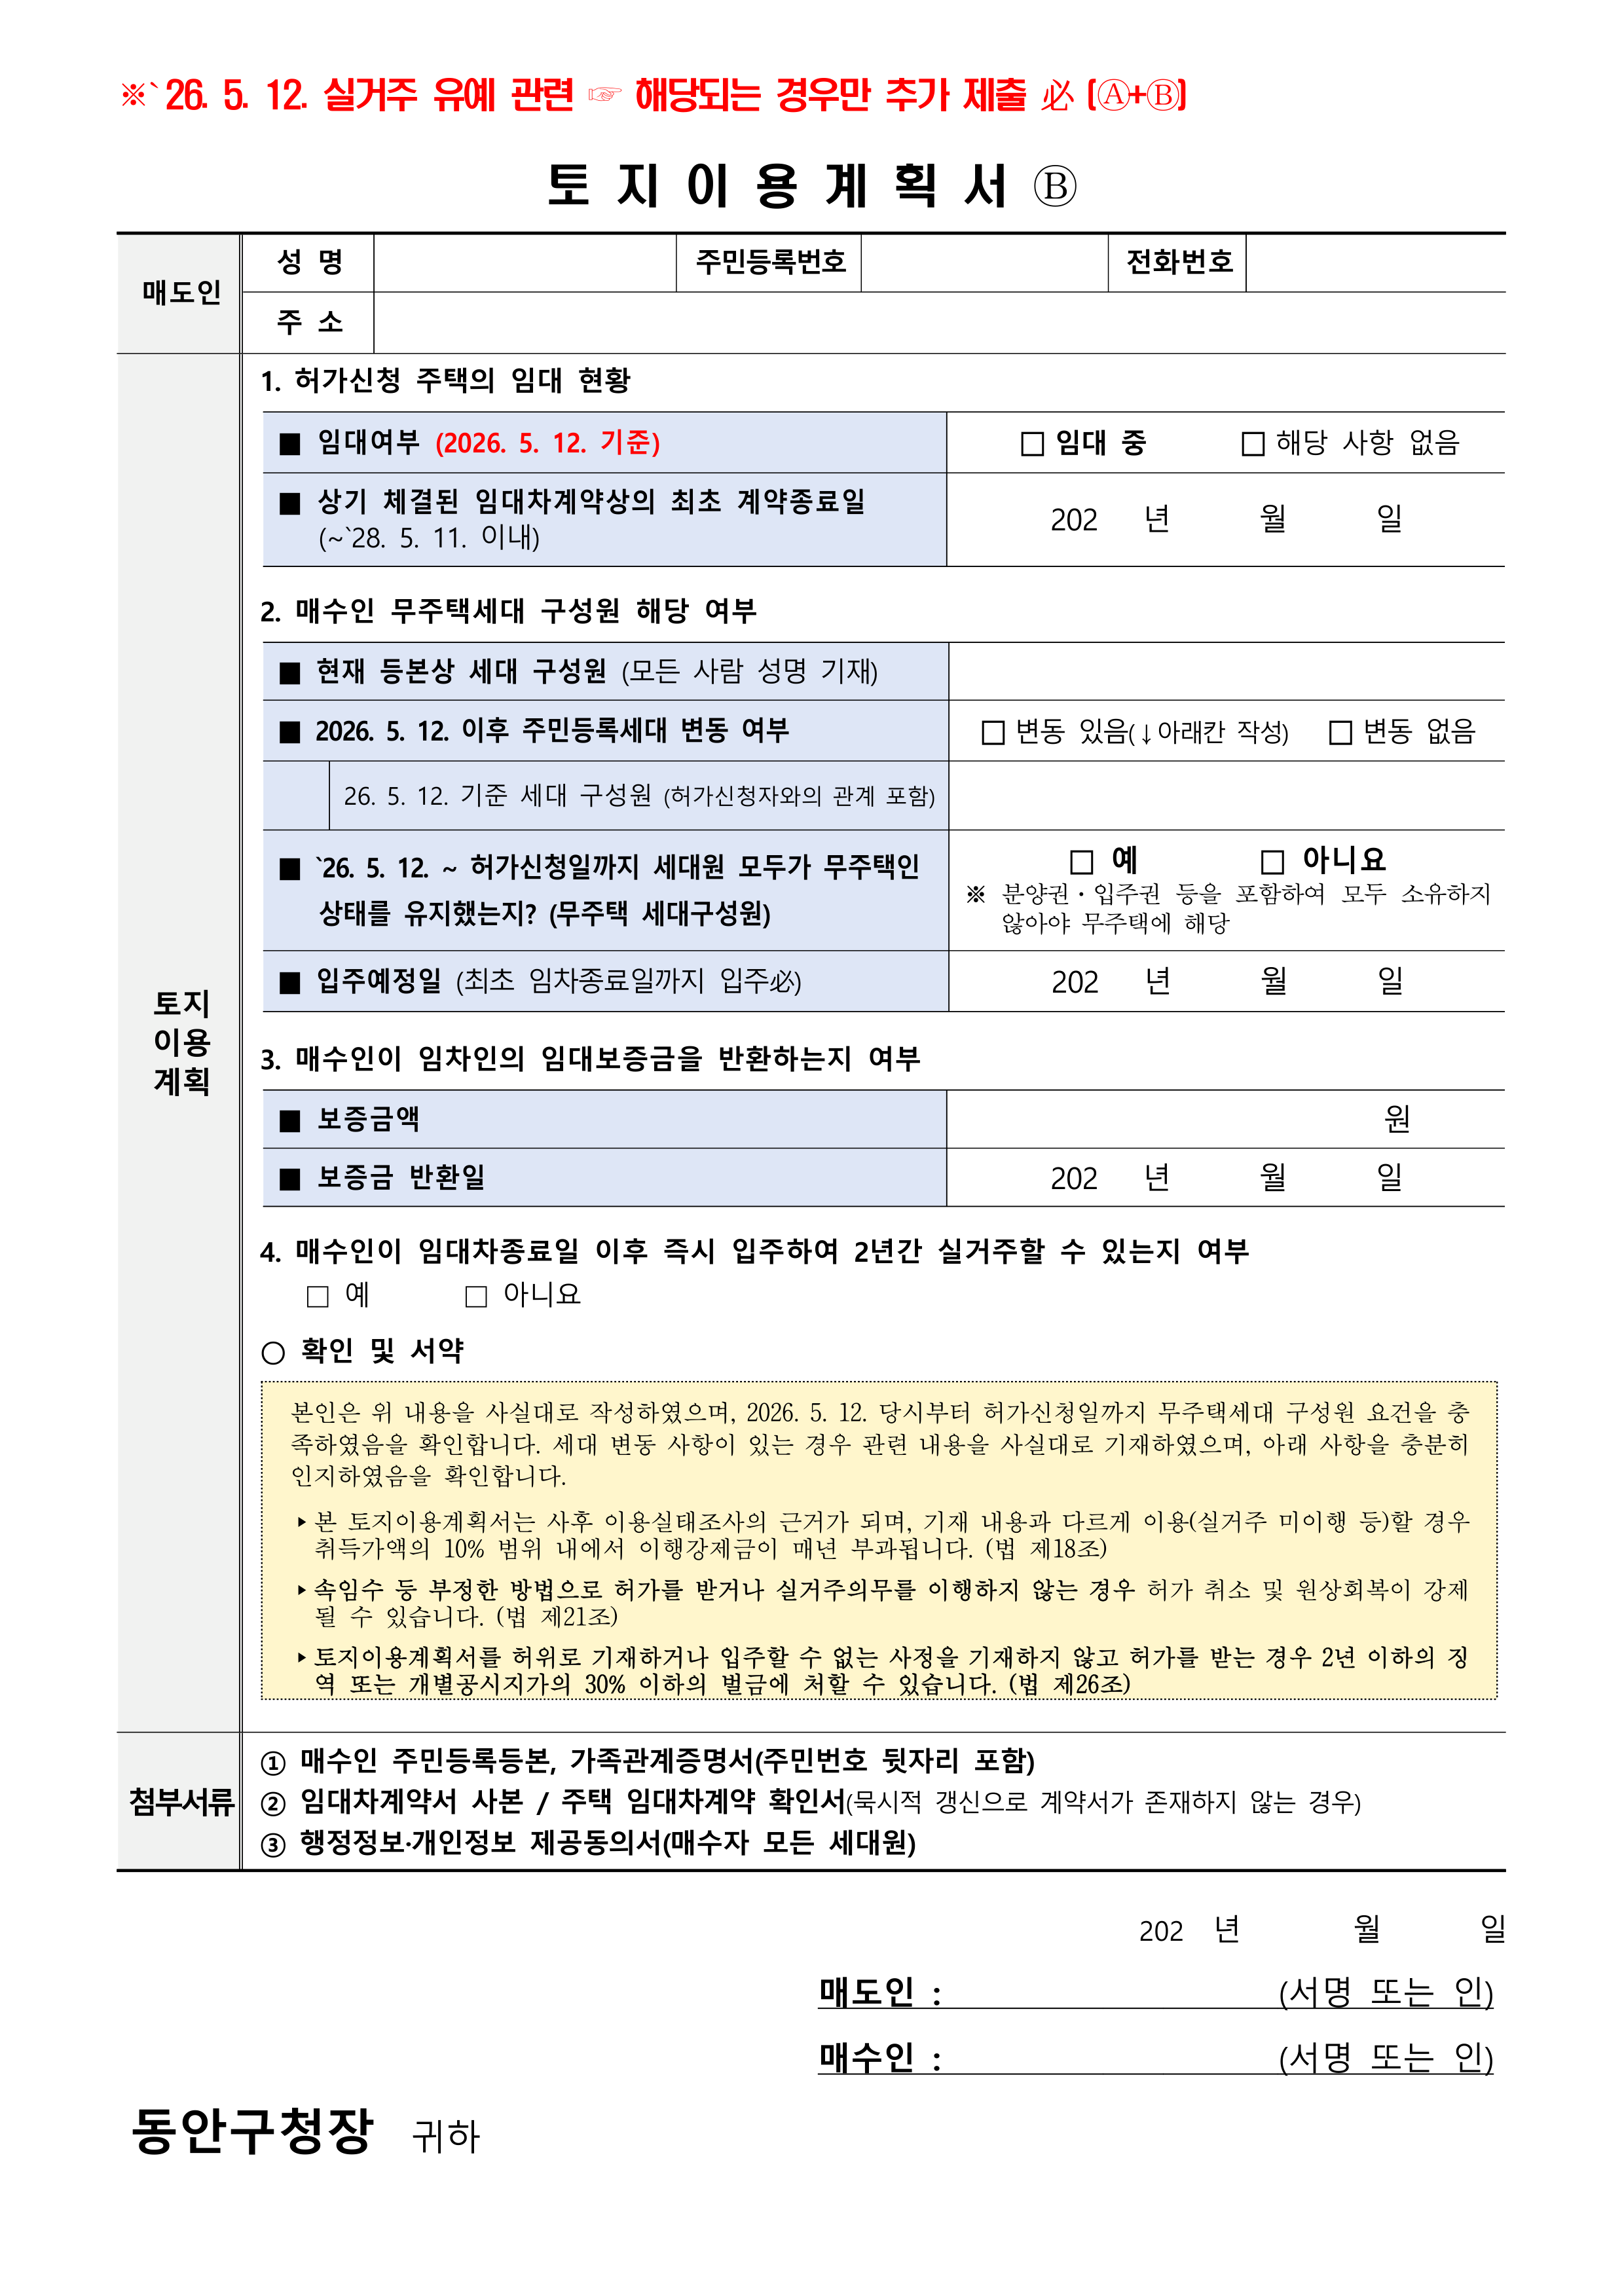 ※`26. 5. 12. 실거주 유예 관련 ☞ 해당되는 경우만 추가 제출 必 (Ⓐ+Ⓑ)
토 지 이 용 계 획 서 Ⓑ
매도인
성 명
주민등록번호
전화번호
주 소
토지
이용
계획
1. 허가신청 주택의 임대 현황
■ 임대여부 (2026. 5. 12. 기준)
□ 임대 중 □ 해당 사항 없음
■ 상기 체결된 임대차계약상의 최초 계약종료일
(~`28. 5. 11. 이내)
202 년 월 일
2. 매수인 무주택세대 구성원 해당 여부
■ 현재 등본상 세대 구성원 (모든 사람 성명 기재)
■ 2026. 5. 12. 이후 주민등록세대 변동 여부
□ 변동 있음(↓아래칸 작성) □ 변동 없음
26. 5. 12. 기준 세대 구성원 (허가신청자와의 관계 포함)
■ `26. 5. 12. ~ 허가신청일까지 세대원 모두가 무주택인
상태를 유지했는지? (무주택 세대구성원)
□ 예 □ 아니요
※ 분양권·입주권 등을 포함하여 모두 소유하지
않아야 무주택에 해당
■ 입주예정일 (최초 임차종료일까지 입주必)
202 년 월 일
3. 매수인이 임차인의 임대보증금을 반환하는지 여부
■ 보증금액
원
■ 보증금 반환일
202 년 월 일
4. 매수인이 임대차종료일 이후 즉시 입주하여 2년간 실거주할 수 있는지 여부
□ 예 □ 아니요
○ 확인 및 서약
본인은 위 내용을 사실대로 작성하였으며, 2026. 5. 12. 당시부터 허가신청일까지 무주택세대 구성원 요건을 충
족하였음을 확인합니다. 세대 변동 사항이 있는 경우 관련 내용을 사실대로 기재하였으며, 아래 사항을 충분히
인지하였음을 확인합니다.
▸본 토지이용계획서는 사후 이용실태조사의 근거가 되며, 기재 내용과 다르게 이용(실거주 미이행 등)할 경우
취득가액의 10% 범위 내에서 이행강제금이 매년 부과됩니다. (법 제18조)
▸속임수 등 부정한 방법으로 허가를 받거나 실거주의무를 이행하지 않는 경우 허가 취소 및 원상회복이 강제
될 수 있습니다. (법 제21조)
▸토지이용계획서를 허위로 기재하거나 입주할 수 없는 사정을 기재하지 않고 허가를 받는 경우 2년 이하의 징
역 또는 개별공시지가의 30% 이하의 벌금에 처할 수 있습니다. (법 제26조)
첨부서류
① 매수인 주민등록등본, 가족관계증명서(주민번호 뒷자리 포함)
② 임대차계약서 사본 / 주택 임대차계약 확인서(묵시적 갱신으로 계약서가 존재하지 않는 경우)
③ 행정정보·개인정보 제공동의서(매수자 모든 세대원)
202 년 월 일
매도인 : (서명 또는 인)
매수인 : (서명 또는 인)
동안구청장 귀하